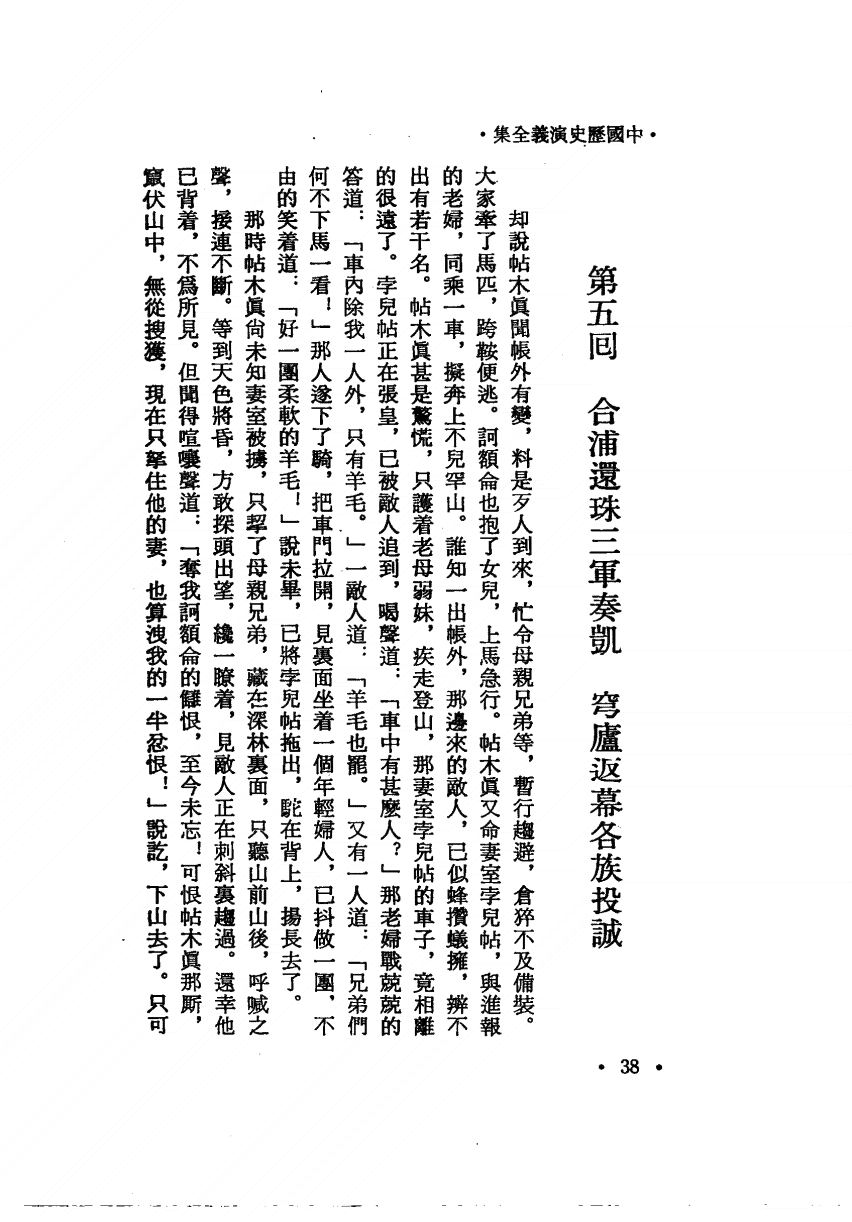 ・中國歷史演義全集・
第五回　合浦還珠三軍奏凱　穹廬返幕各族投誠
却說帖木眞聞帳外有變，料是歹人到來，忙令母親兄弟等，暫行趨避，倉猝不及備裝。
大家牽了馬匹，跨鞍便逃。訶額侖也抱了女兒，上馬急行。帖木眞又命妻室孛兒帖，與進報
的老婦，同乘一車，擬奔上不兒罕山。誰知一出帳外，那邊來的敵人，已似蜂攢蟻擁，辨不
出有若干名。帖木眞甚是驚慌，只護着老母弱妹，疾走登山，那妻室孛兒帖的車子，竟相離
的很遠了。孛兒帖正在張皇，已被敵人追到，喝聲道：「車中有甚麼人？」那老婦戰兢兢的
答道：「車內除我一人外，只有羊毛。」一敵人道：「羊毛也罷。」又有一人道：「兄弟們
何不下馬一看！」那人遂下了騎，把車門拉開，見裏面坐着一個年輕婦人，已抖做一團，不
由的笑着道：「好一團柔軟的羊毛！」說未畢，已將孛兒帖拖出，駝在背上，揚長去了。
那時帖木眞尙未知妻室被擄，只挈了母親兄弟，藏在深林裏面，只聽山前山後，呼喊之
聲，接連不斷。等到天色將昏，方敢探頭出望，纔一瞭着，見敵人正在刺斜裏趨過。還幸他
已背着，不爲所見。但聞得喧嚷聲道：「奪我訶額侖的讎恨，至今未忘！可恨帖木眞那厮，
竄伏山中，無從搜獲，現在只拏住他的妻，也算洩我的一半忿恨！」說訖，下山去了。只可
・38・